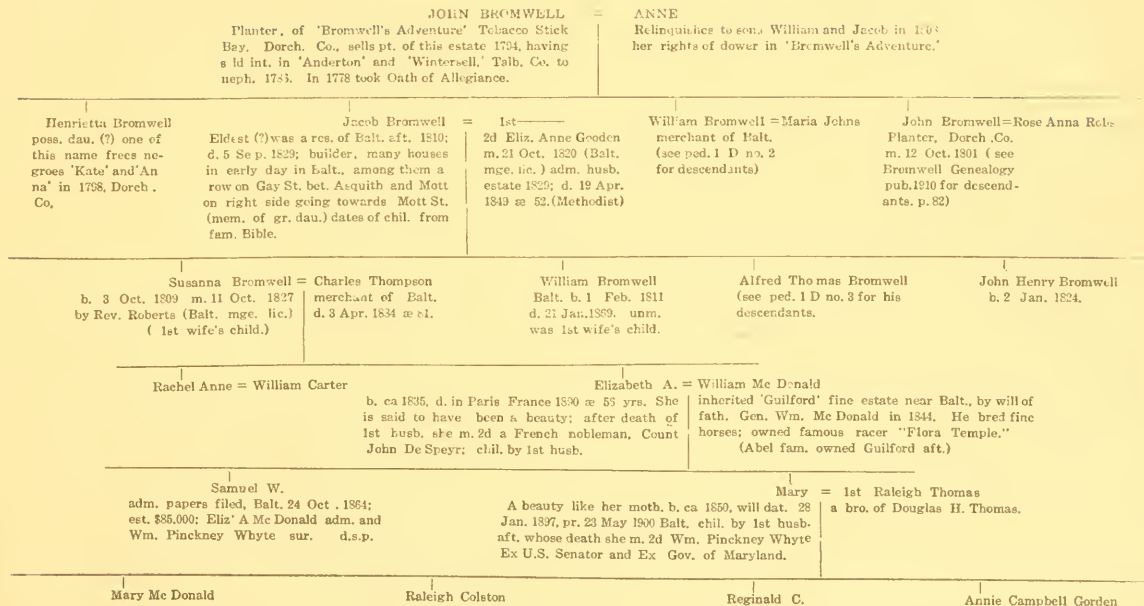 JOHN BROMWELL = ANNE
Planter, of 'Bromwell's Adventure' Tobacco Stick
Bay, Dorch. Co., sells pt. of this estate 1794, having
s ld int. in 'Anderton' and 'Wintersell,' Talb. Co. to
neph. 1783. In 1778 took Oath of Allegiance.
Relinquishes to sons William and Jacob in
her rights of dower in 'Bromwell's Adventure.'
Henrietta Bromwell
poss. dau. (?) one of
this name frees ne-
groes 'Kate' and 'An
na' in 1798, Dorch .
Co,
Jacob Bromwell =
Eldest (?) was a res. of Balt. aft. 1810;
d. 5 Sep. 1829; builder, many houses
in early day in Balt., among them a
row on Gay St. bet. Asquith and Mott
on right side going towards Mott St.
(mem. of gr. dau.) dates of chil. from
fam. Bible.
1st——
2d Eliz. Anne Gooden
m. 21 Oct. 1820 (Balt.
mge. lic. ) adm. husb.
estate 1829; d. 19 Apr.
1849 æ 52. (Methodist)
William Bromwell = Maria Johns
merchant of Balt.
(see ped. 1 D no. 2
for descendants)
John Bromwell=Rose Anna
Planter, Dorch .Co.
m. 12 Oct. 1801 ( see
Bromwell Genealogy
pub.1910 for descend-
ants. p. 82)
Susanna Bromwell = Charles Thompson
b. 3 Oct. 1809 m. 11 Oct. 1827
by Rev. Roberts (Balt. mge. lic.)
( 1st wife's child.)
merchant of Balt.
d. 3 Apr. 1834 æ
William Bromwell
Balt. b. 1 Feb. 1811
d. 21 Jan. 1889. unm.
was 1st wife's child.
Alfred Thomas Bromwell
(see ped. 1 D no. 3 for his
descendants.
John Henry Bromwell
b. 2 Jan. 1824.
Rachel Anne = William Carter
Elizabeth A. = William Mc Donald
b. ca 1835, d. in Paris France 1890 æ 56 yrs. She
is said to have been a beauty; after death of
1st husb. she m. 2d a French nobleman, Count
John De Speyr; chil. by 1st husb.
inherited 'Guilford' fine estate near Balt., by will of
fath. Gen. Wm. Mc Donald in 1844. He bred fine
horses; owned famous racer "Flora Temple."
(Abel fam. owned Guilford aft.)
Samuel W.
adm. papers filed, Balt. 24 Oct . 1864;
est. $85.000; Eliz' A Mc Donald adm. and
Wm. Pinckney Whyte sur. d.s.p.
Mary = 1st Raleigh Thomas
A beauty like her moth. b. ca 1850, will dat. 28
Jan. 1897, pr. 23 May 1900 Balt. chil. by 1st husb.
aft. whose death she m. 2d Wm. Pinckney Whyte
Ex U.S. Senator and Ex Gov. of Maryland.
a bro. of Douglas H. Thomas.
Mary Mc Donald
Raleigh Colston
Reginald C.
Annie Campbell Gorden